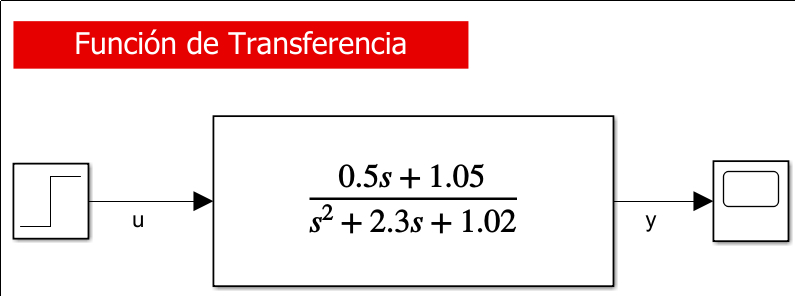 Función de Transferencia
0.5s + 1.05
s² + 2.3s + 1.02
u
y